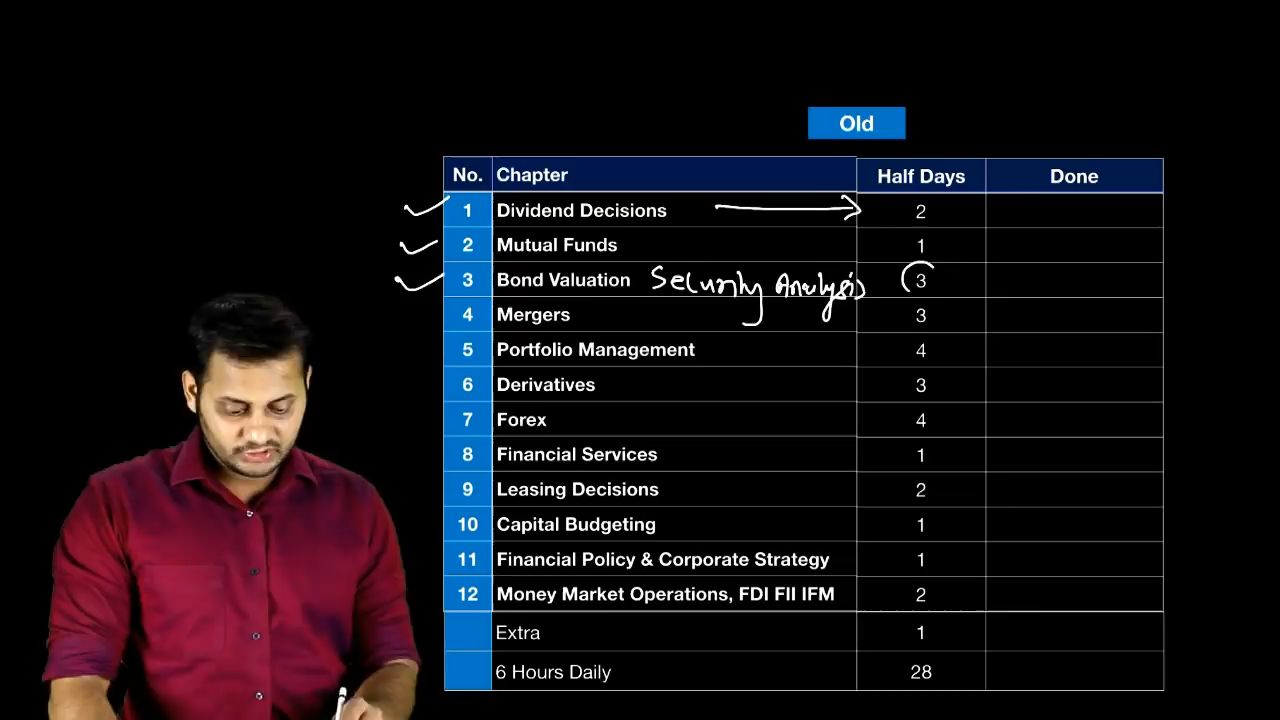 Old
No. Chapter Half Days Done
1 Dividend Decisions 2
2 Mutual Funds 1
3 Bond Valuation Security Analysis 3
4 Mergers 3
5 Portfolio Management 4
6 Derivatives 3
7 Forex 4
8 Financial Services 1
9 Leasing Decisions 2
10 Capital Budgeting 1
11 Financial Policy & Corporate Strategy 1
12 Money Market Operations, FDI FII IFM 2
Extra 1
6 Hours Daily 28